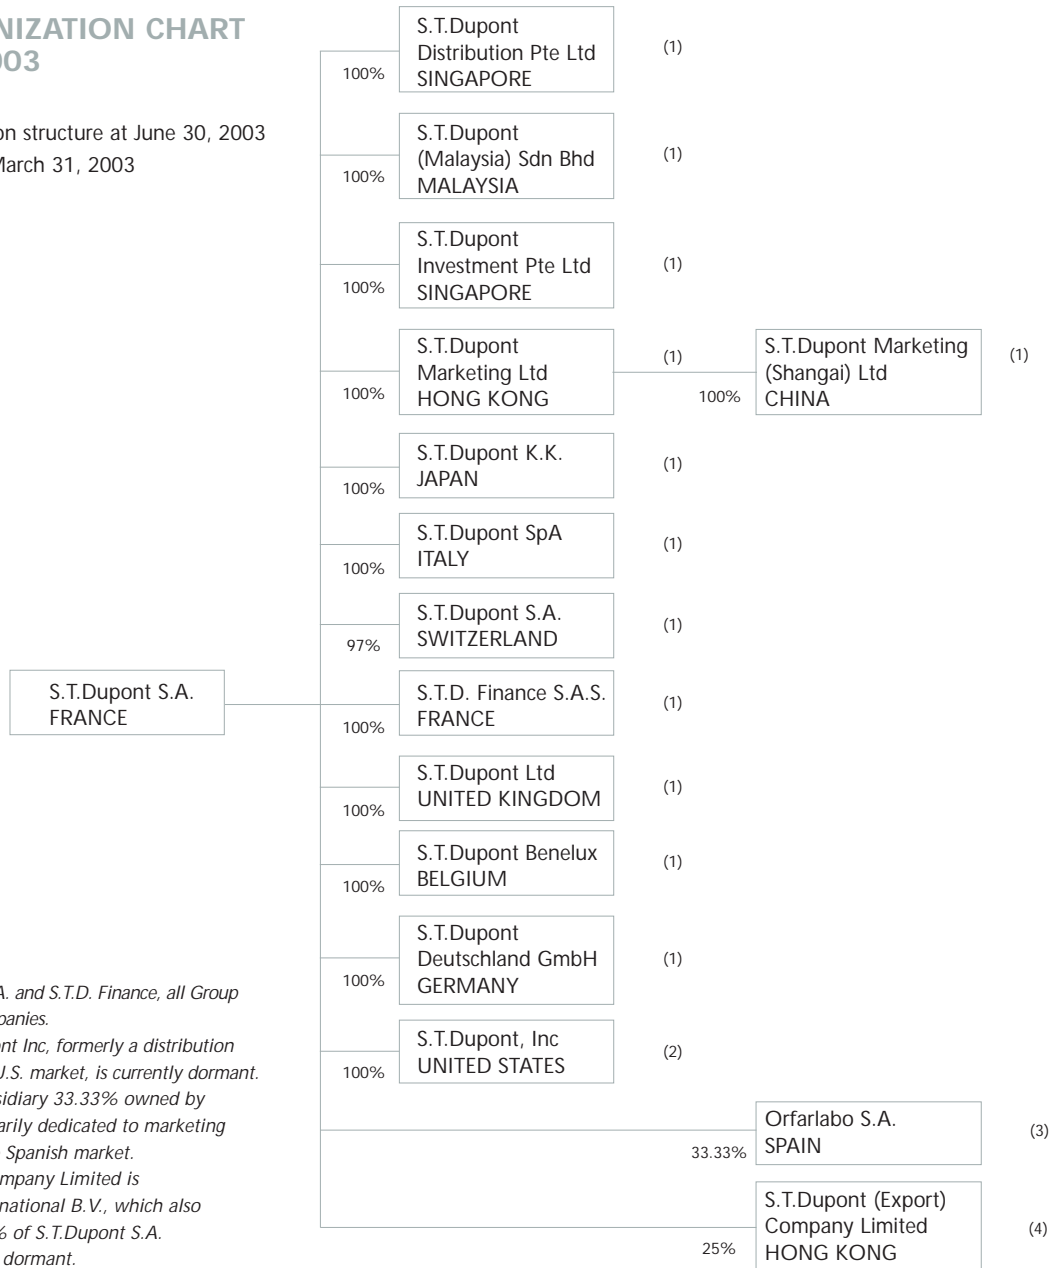 NIZATION CHART
003
on structure at June 30, 2003
March 31, 2003
S.T.Dupont
Distribution Pte Ltd
SINGAPORE
(1)
100%
S.T.Dupont
(Malaysia) Sdn Bhd
MALAYSIA
(1)
100%
S.T.Dupont
Investment Pte Ltd
SINGAPORE
(1)
100%
S.T.Dupont
Marketing Ltd
HONG KONG
(1)
100%
S.T.Dupont Marketing
(Shangai) Ltd
CHINA
(1)
100%
S.T.Dupont K.K.
JAPAN
(1)
100%
S.T.Dupont SpA
ITALY
(1)
100%
S.T.Dupont S.A.
SWITZERLAND
(1)
97%
S.T.Dupont S.A.
FRANCE
S.T.D. Finance S.A.S.
FRANCE
(1)
100%
S.T.Dupont Ltd
UNITED KINGDOM
(1)
100%
S.T.Dupont Benelux
BELGIUM
(1)
100%
S.T.Dupont
Deutschland GmbH
GERMANY
(1)
100%
S.T.Dupont, Inc
UNITED STATES
(2)
100%
Orfarlabo S.A.
SPAIN
(3)
33.33%
S.T.Dupont (Export)
Company Limited
HONG KONG
(4)
25%
A. and S.T.D. Finance, all Group
panies.
ont Inc, formerly a distribution
U.S. market, is currently dormant.
sidiary 33.33% owned by
arily dedicated to marketing
Spanish market.
mpany Limited is
national B.V., which also
% of S.T.Dupont S.A.
dormant.